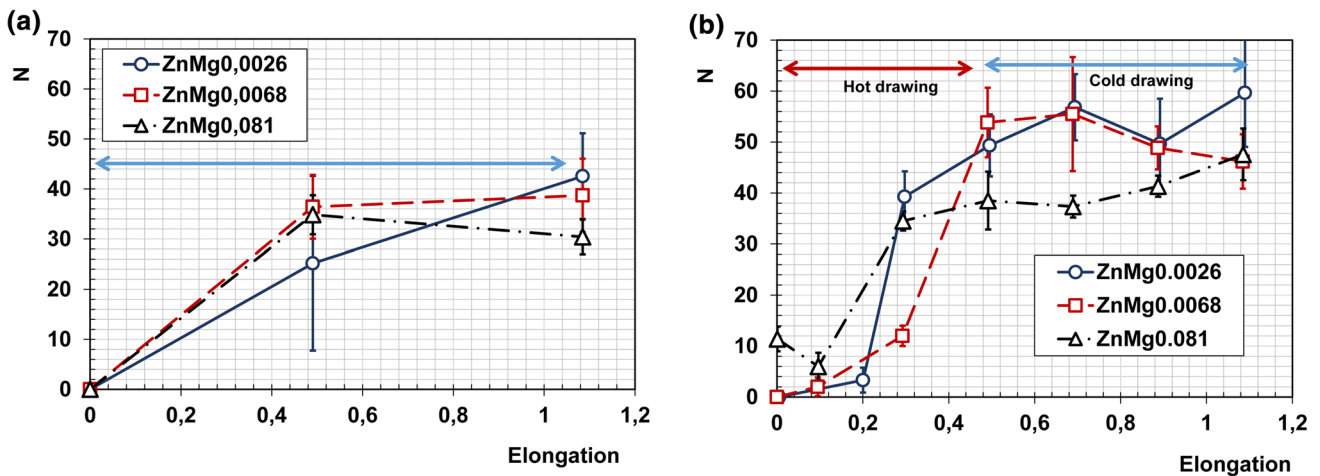 (a)
N
70
60
50
40
30
20
10
0
ZnMg0,0026
ZnMg0,0068
ZnMg0,081
0 0,2 0,4 0,6 0,8 1 1,2
Elongation
(b)
N
70
60
50
40
30
20
10
0
Hot drawing
Cold drawing
ZnMg0.0026
ZnMg0.0068
ZnMg0.081
0 0,2 0,4 0,6 0,8 1 1,2
Elongation